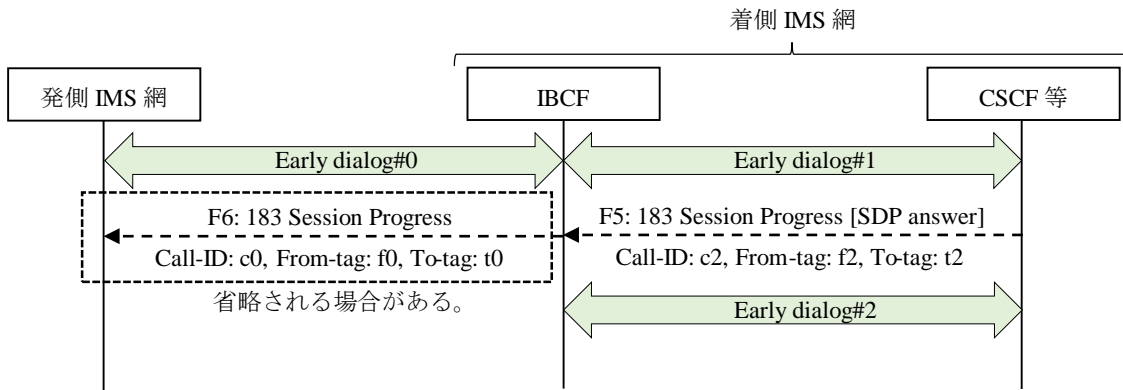 着側 IMS 網
発側 IMS 網
IBCF
CSCF 等
Early dialog#0
Early dialog#1
F6: 183 Session Progress
F5: 183 Session Progress [SDP answer]
Call-ID: c0, From-tag: f0, To-tag: t0
Call-ID: c2, From-tag: f2, To-tag: t2
省略される場合がある。
Early dialog#2